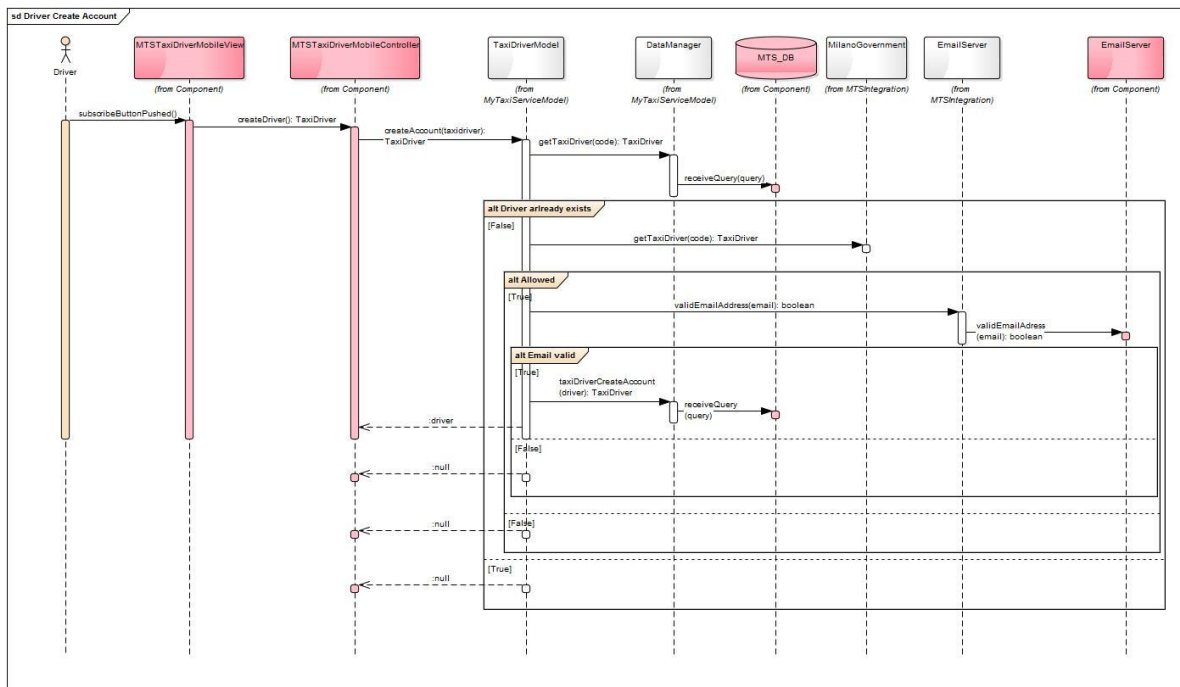 sd Driver Create Account
Driver
MTSTaxiDriverMobileView
(from Component)
MTSTaxiDriverMobileController
(from Component)
TaxiDriverModel
(from
MyTaxiServiceModel)
DataManager
(from
MyTaxiServiceModel)
MTS_DB
(from Component)
MilanoGovernment
(from MTSIntegration)
EmailServer
(from
MTSIntegration)
EmailServer
(from Component)
subscribeButtonPushed()
createDriver(): TaxiDriver
createAccount(taxidriver):
TaxiDriver
getTaxiDriver(code): TaxiDriver
receiveQuery(query)
alt Driver arlready exists
[False]
getTaxiDriver(code): TaxiDriver
alt Allowed
[True]
validEmailAddress(email): boolean
validEmailAdress
(email): boolean
alt Email valid
[True]
taxiDriverCreateAccount
(driver): TaxiDriver
receiveQuery
(query)
:driver
[False]
:null
[False]
:null
[True]
:null